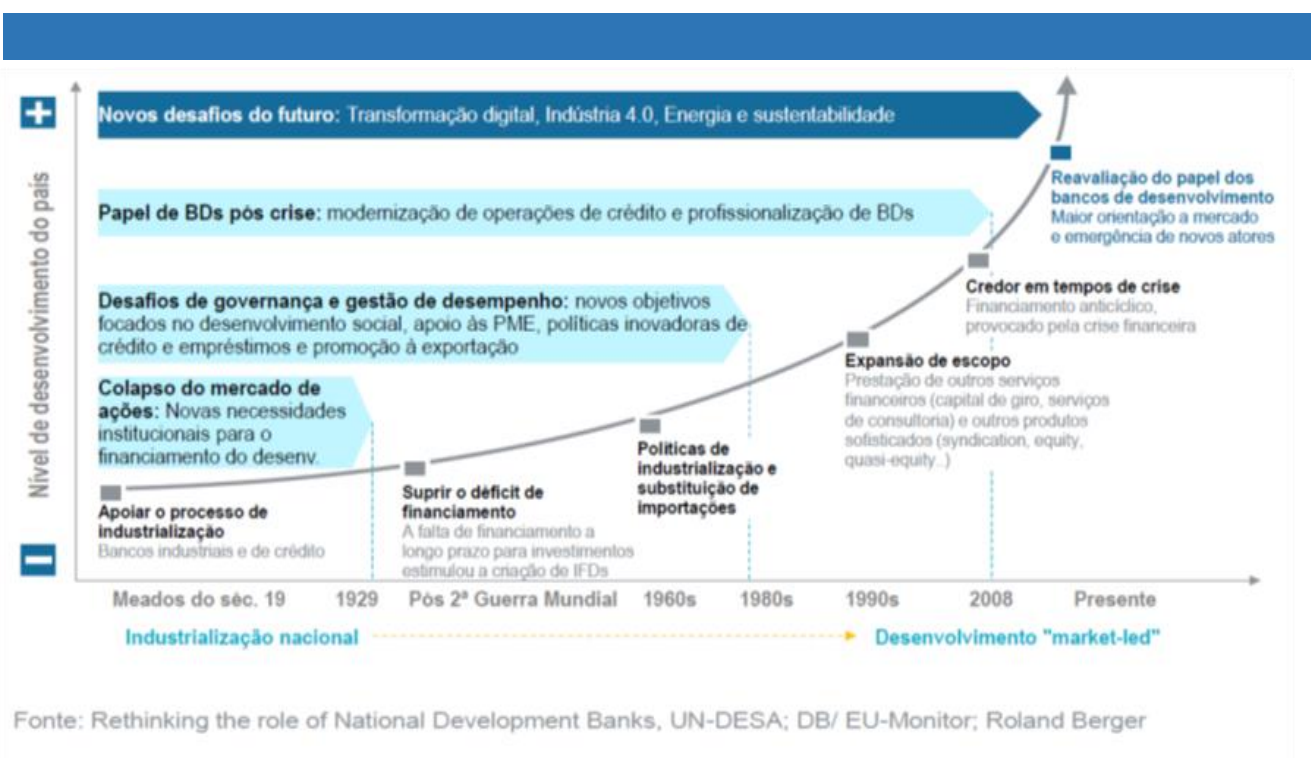 +
Nível de desenvolvimento do país
Novos desafios do futuro: Transformação digital, Indústria 4.0, Energia e sustentabilidade
Reavaliação do papel dos
bancos de desenvolvimento
Maior orientação a mercado
e emergência de novos atores
Papel de BDs pós crise: modernização de operações de crédito e profissionalização de BDs
Credor em tempos de crise
Financiamento anticíclico,
provocado pela crise financeira
Desafios de governança e gestão de desempenho: novos objetivos
focados no desenvolvimento social, apoio às PME, políticas inovadoras de
crédito e empréstimos e promoção à exportação
Expansão de escopo
Prestação de outros serviços
financeiros (capital de giro, serviços
de consultoria) e outros produtos
sofisticados (syndication, equity,
quasi-equity..)
Colapso do mercado de
ações: Novas necessidades
institucionais para o
financiamento do desenv.
Políticas de
industrialização e
substituição de
importações
Suprir o déficit de
financiamento
A falta de financiamento a
longo prazo para investimentos
estimulou a criação de IFDs
Apoiar o processo de
industrialização
Bancos industriais e de crédito
−
Meados do séc. 19 1929 Pós 2ª Guerra Mundial 1960s 1980s 1990s 2008 Presente
Industrialização nacional Desenvolvimento "market-led"
Fonte: Rethinking the role of National Development Banks, UN-DESA; DB/ EU-Monitor; Roland Berger